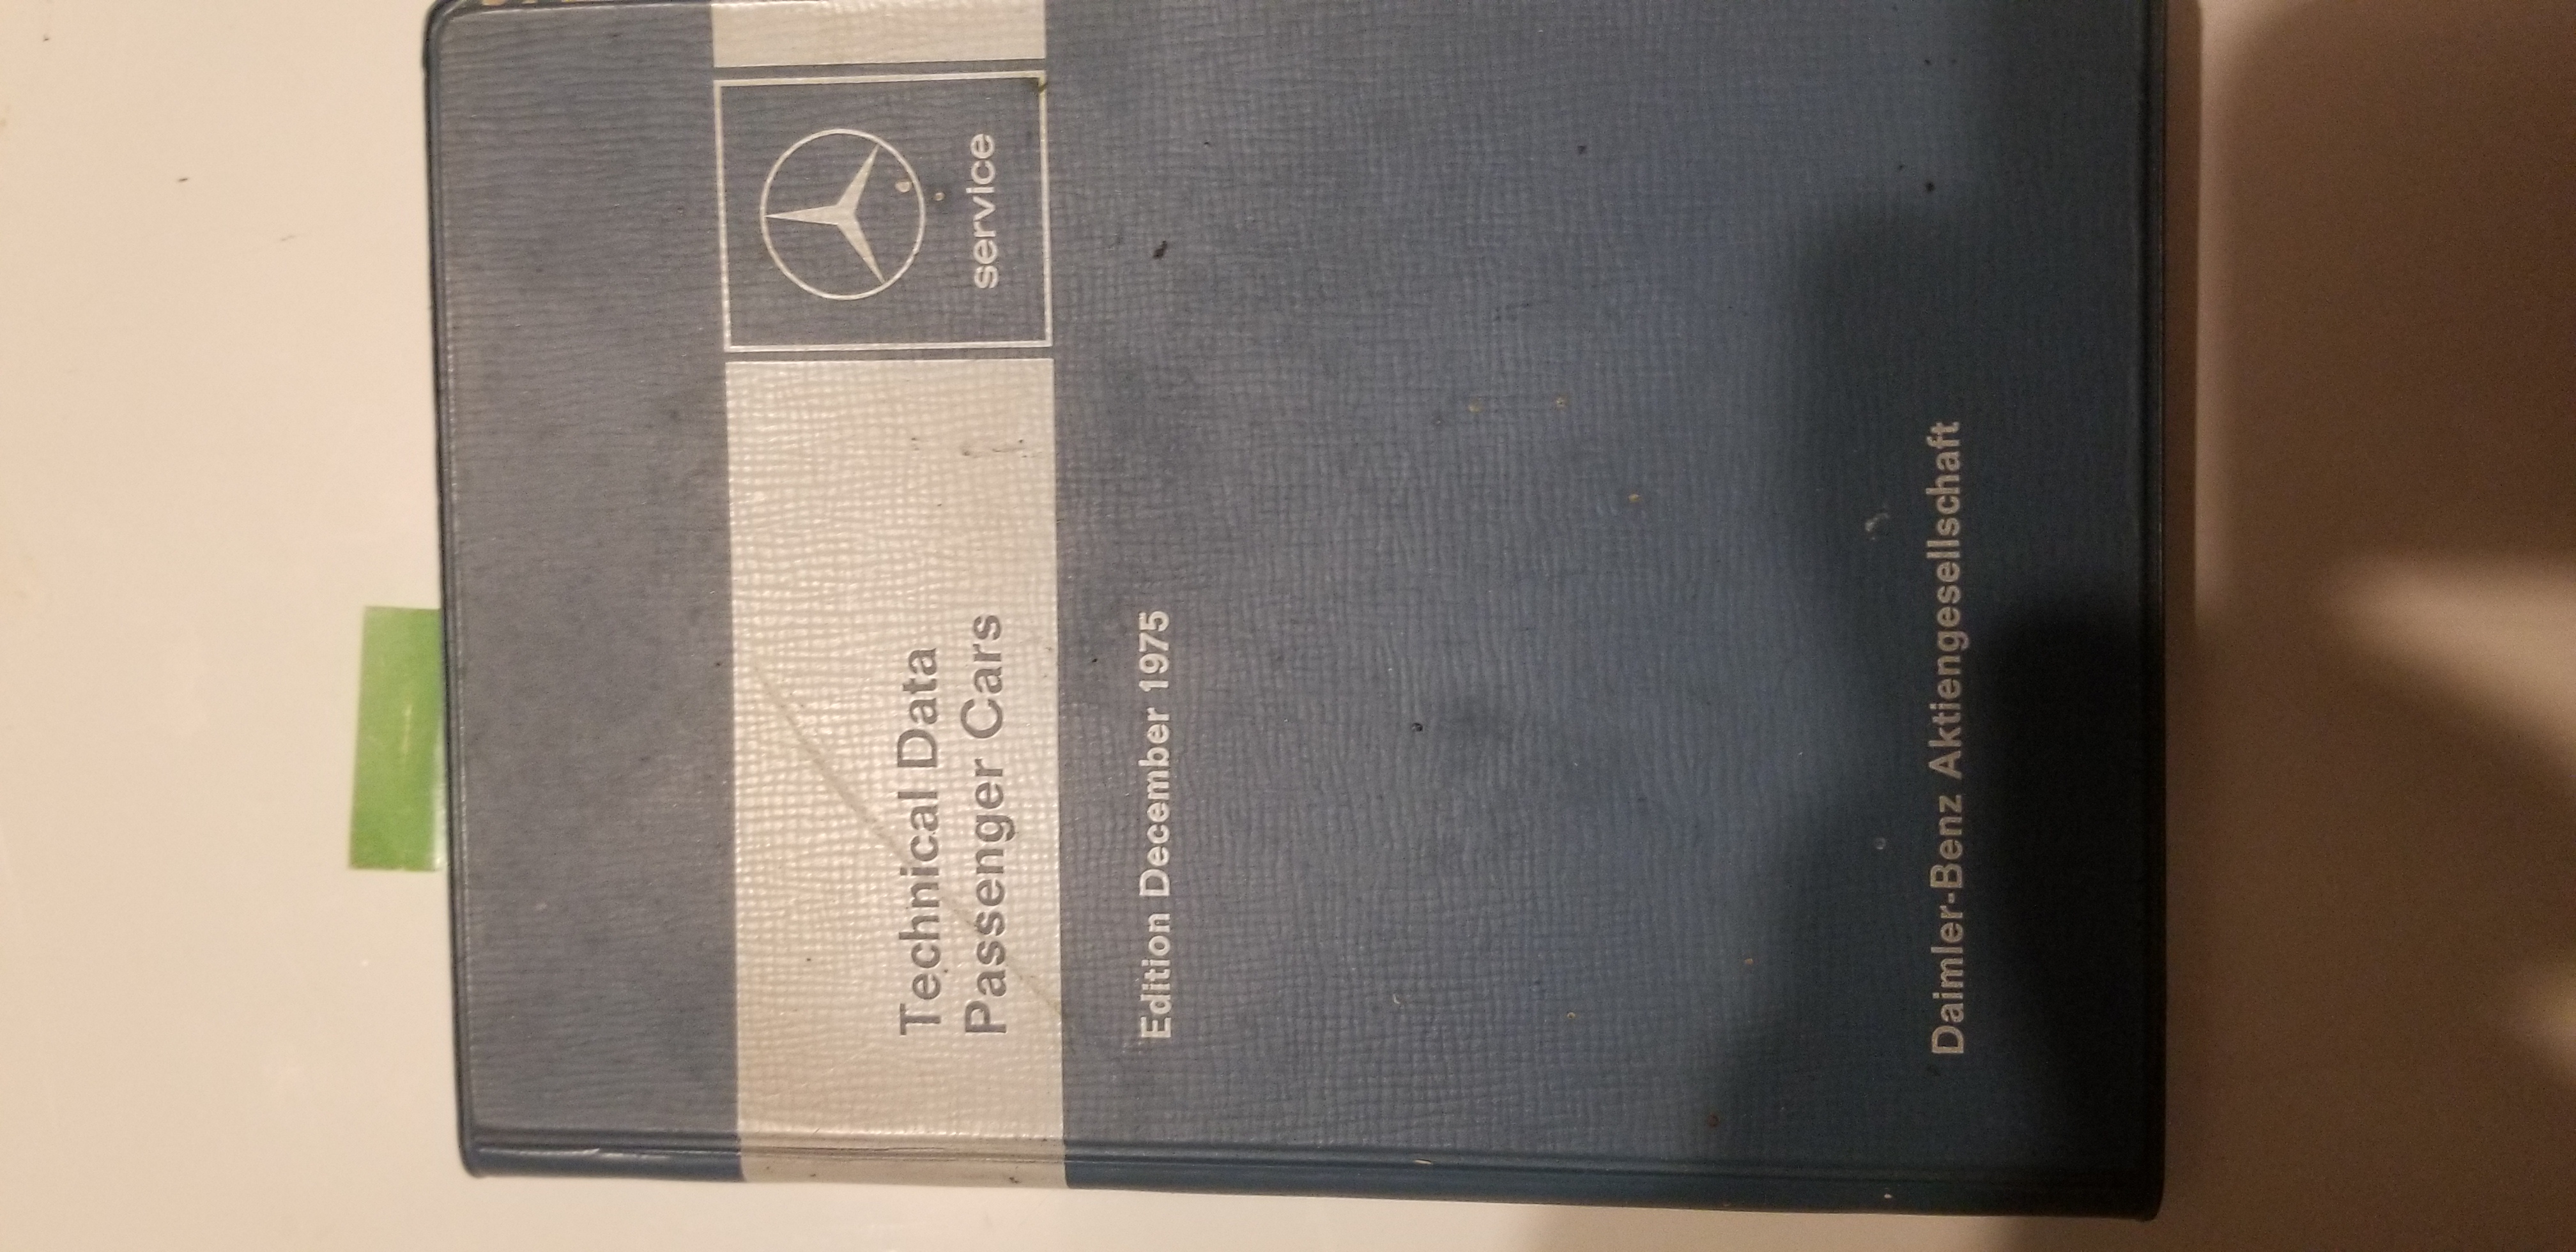 service
Technical Data
Passenger Cars
Edition December 1975
Daimler-Benz Aktiengesellschaft